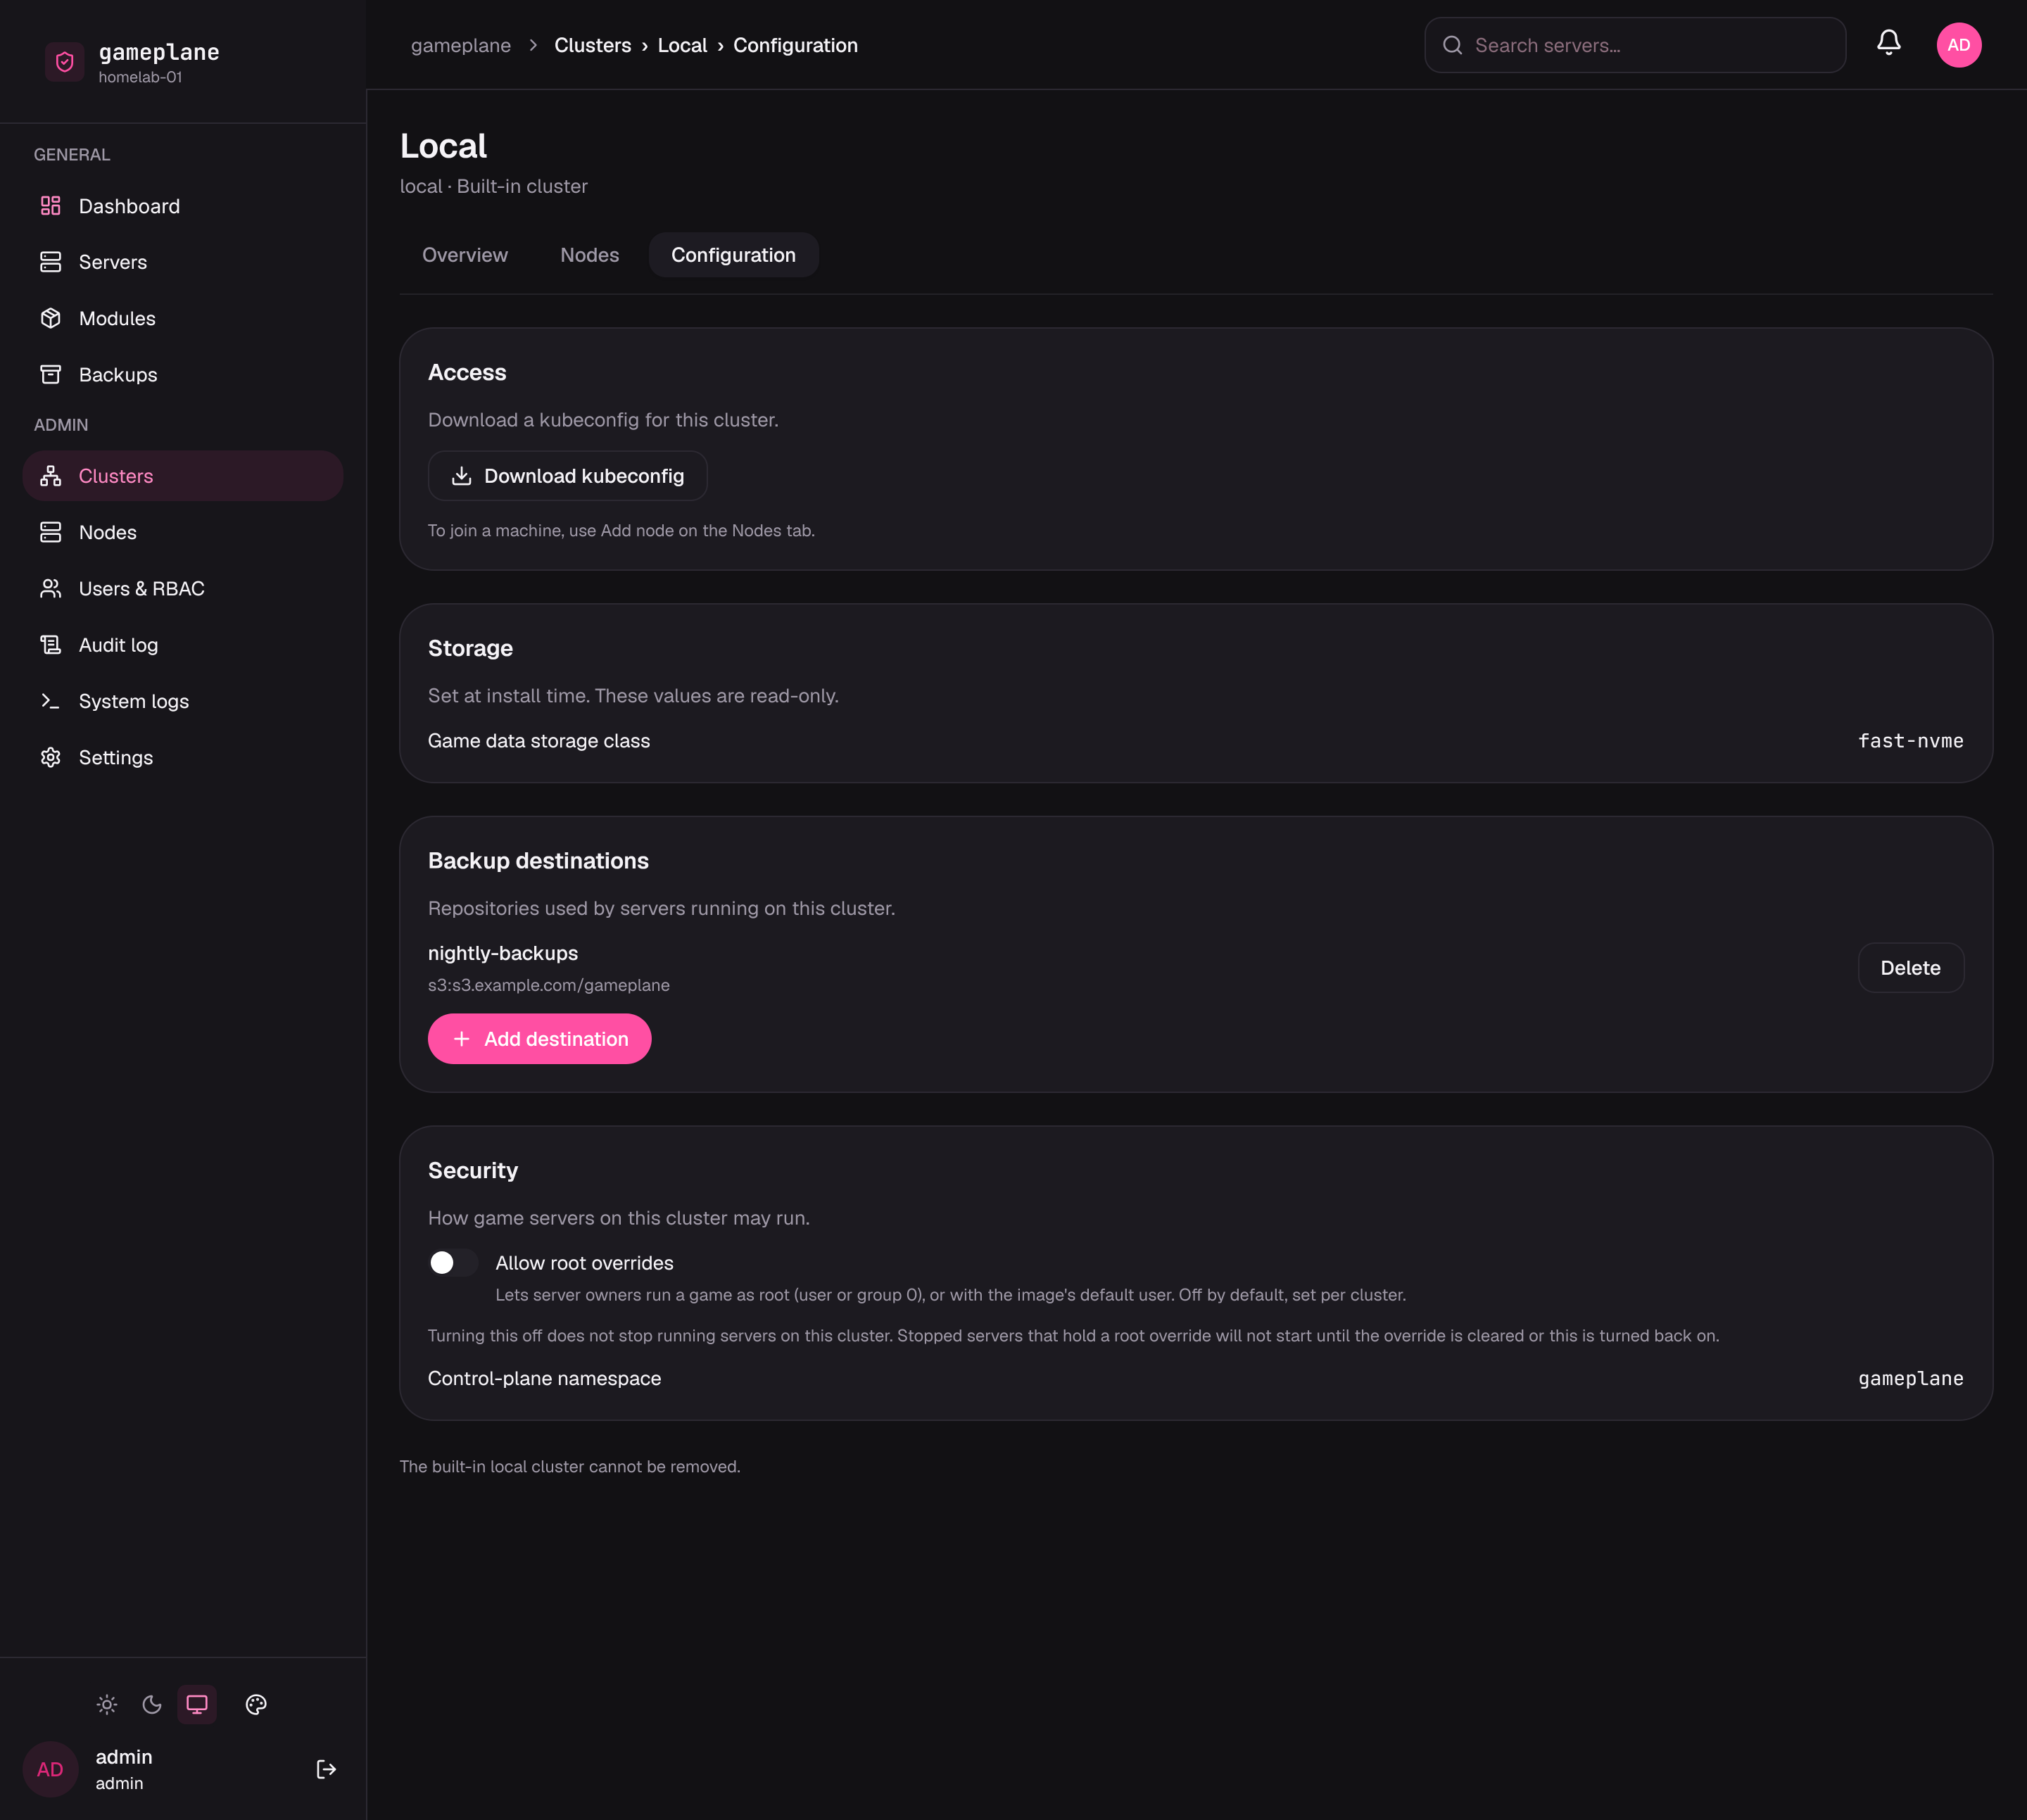 gameplane
homelab-01
GENERAL
Dashboard
Servers
Modules
Backups
ADMIN
Clusters
Nodes
Users & RBAC
Audit log
System logs
Settings
AD
admin
admin
gameplane > Clusters › Local › Configuration
Search servers...
AD
Local
local · Built-in cluster
Overview
Nodes
Configuration
Access
Download a kubeconfig for this cluster.
Download kubeconfig
To join a machine, use Add node on the Nodes tab.
Storage
Set at install time. These values are read-only.
Game data storage class
fast-nvme
Backup destinations
Repositories used by servers running on this cluster.
nightly-backups
s3:s3.example.com/gameplane
Delete
Add destination
Security
How game servers on this cluster may run.
Allow root overrides
Lets server owners run a game as root (user or group 0), or with the image's default user. Off by default, set per cluster.
Turning this off does not stop running servers on this cluster. Stopped servers that hold a root override will not start until the override is cleared or this is turned back on.
Control-plane namespace
gameplane
The built-in local cluster cannot be removed.